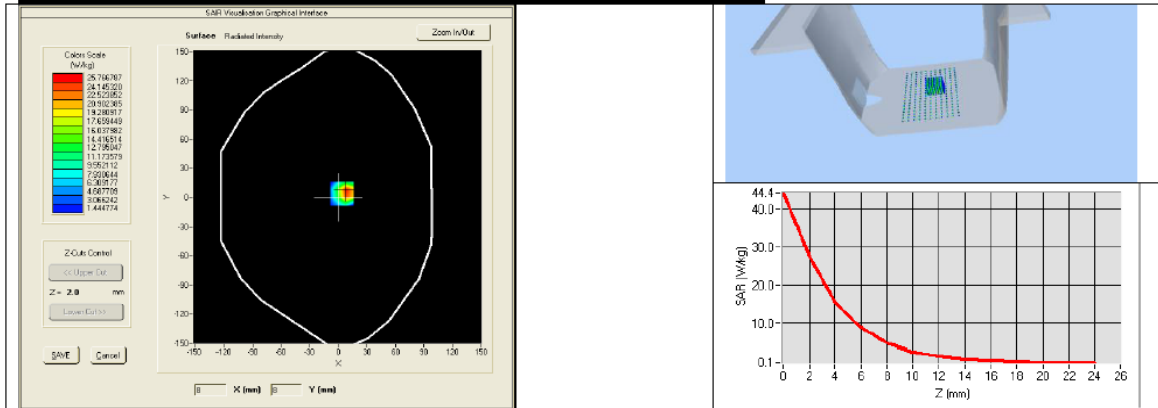 SAR Visualisation Graphical Interface
Surface Radiated Intensity
Zoom In/Out
Colors Scale
(W/kg)
25.766787
24.145320
22.523852
20.902385
19.280917
17.659449
16.037982
14.416514
12.795047
11.173579
9.552112
7.930644
6.309177
4.687709
3.066242
1.444774
150
120
90
60
30
0
-30
-60
-90
-120
-150
Y
-150 -120 -90 -60 -30 0 30 60 90 120 150
X
Z-Cuts Control
<< Upper Cut
Z = 2.0 mm
Lower Cut >>
SAVE Cancel
8 X (mm) 8 Y (mm)
44.4
40.0
30.0
20.0
10.0
0.1
SAR (W/kg)
0 2 4 6 8 10 12 14 16 18 20 22 24 26
Z (mm)